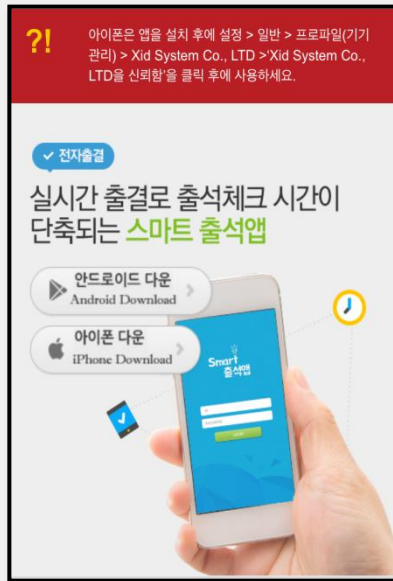 ?!
아이폰은 앱을 설치 후에 설정 > 일반 > 프로파일(기기
관리) > Xid System Co., LTD >'Xid System Co.,
LTD을 신뢰함'을 클릭 후에 사용하세요.
전자출결
실시간 출결로 출석체크 시간이
단축되는 스마트 출석앱
안드로이드 다운
Android Download
아이폰 다운
iPhone Download
Smart
출석앱